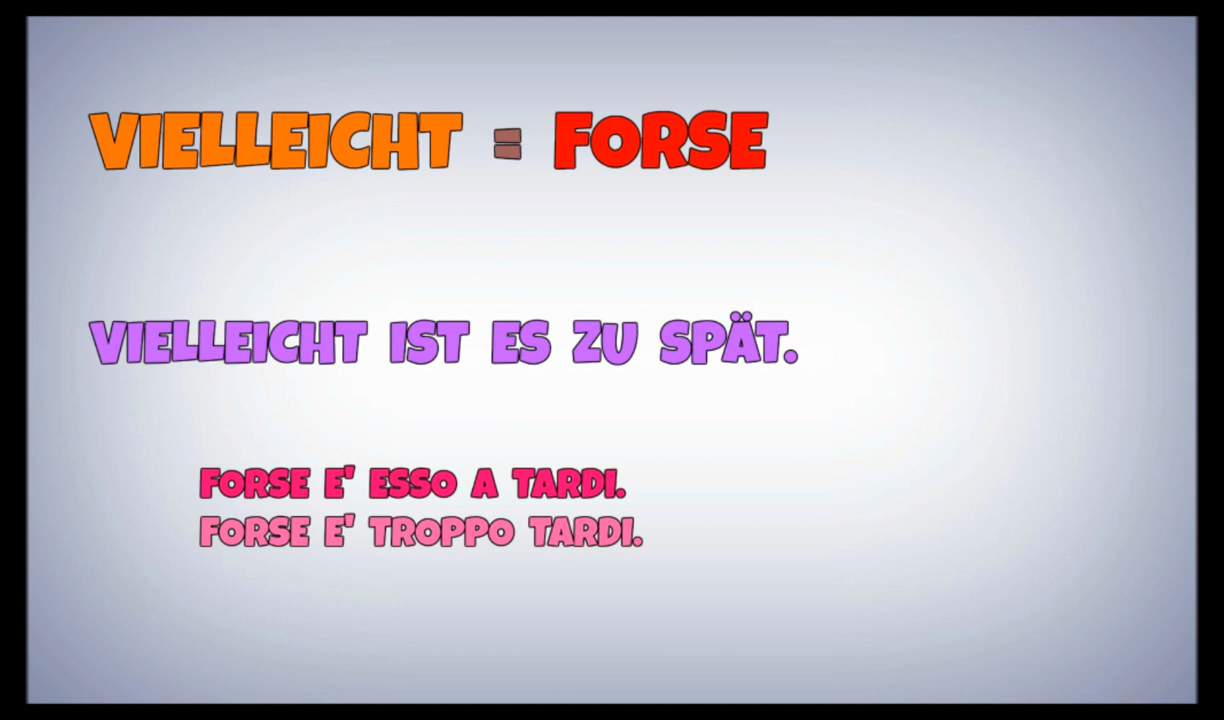 VIELLEICHT = FORSE
VIELLEICHT IST ES ZU SPÄT.
FORSE E' ESSO A TARDI.
FORSE E' TROPPO TARDI.